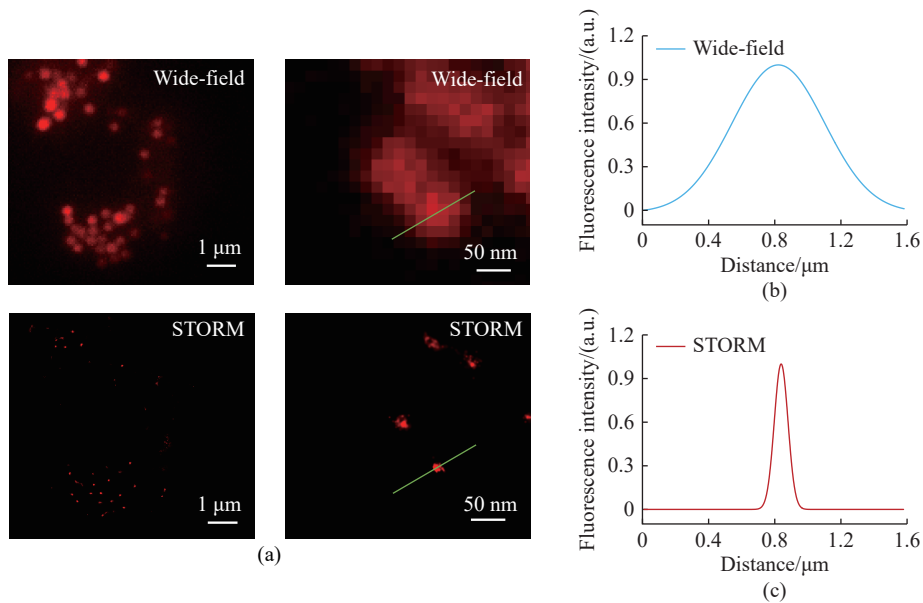 Wide-field
1 μm
Wide-field
50 nm
STORM
1 μm
STORM
50 nm
(a)
Fluorescence intensity/(a.u.)
1.2
0.9
0.6
0.3
0
Wide-field
0 0.4 0.8 1.2 1.6
Distance/μm
(b)
Fluorescence intensity/(a.u.)
1.2
0.9
0.6
0.3
0
STORM
0 0.4 0.8 1.2 1.6
Distance/μm
(c)